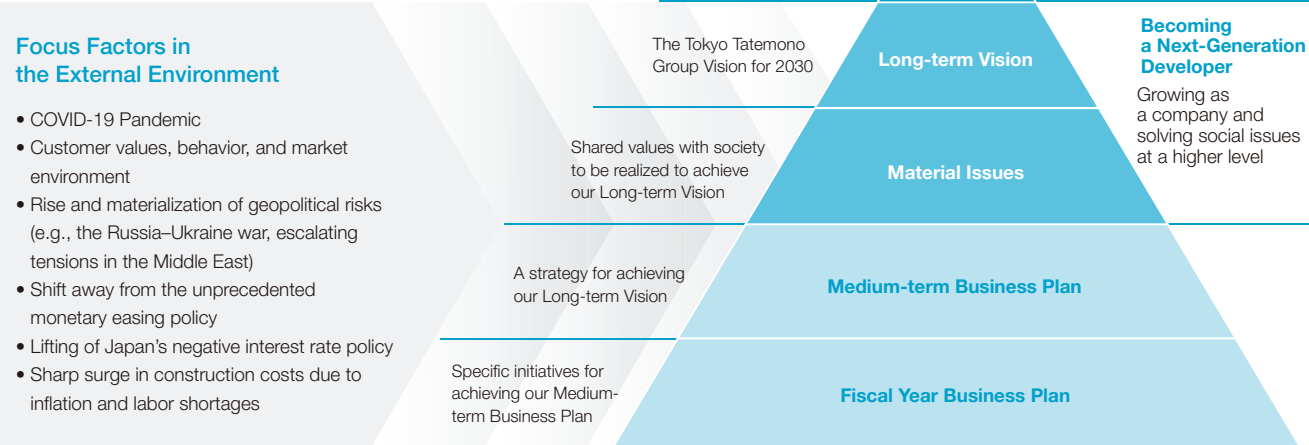 Focus Factors in
the External Environment
• COVID-19 Pandemic
• Customer values, behavior, and market
environment
• Rise and materialization of geopolitical risks
(e.g., the Russia–Ukraine war, escalating
tensions in the Middle East)
• Shift away from the unprecedented
monetary easing policy
• Lifting of Japan's negative interest rate policy
• Sharp surge in construction costs due to
inflation and labor shortages
The Tokyo Tatemono
Group Vision for 2030
Long-term Vision
Becoming
a Next-Generation
Developer
Growing as
a company and
solving social issues
at a higher level
Shared values with society
to be realized to achieve
our Long-term Vision
Material Issues
A strategy for achieving
our Long-term Vision
Medium-term Business Plan
Specific initiatives for
achieving our Medium-
term Business Plan
Fiscal Year Business Plan